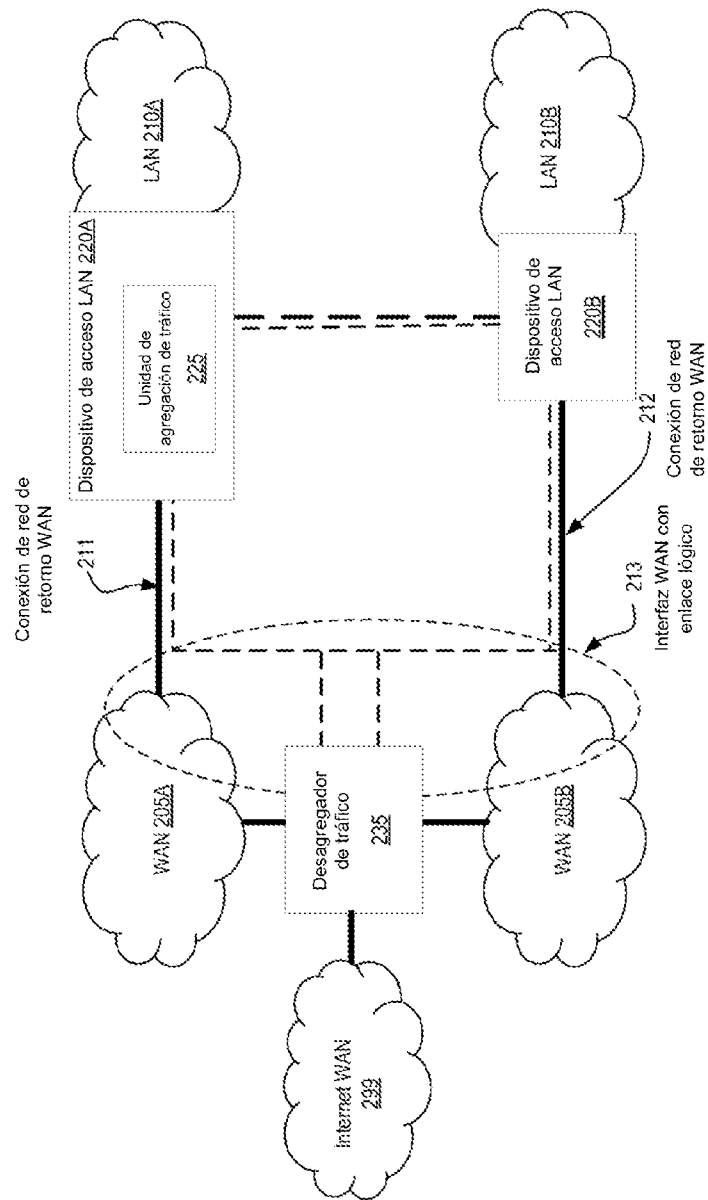 Internet WAN
299
WAN 205A
Desagregador
de tráfico
235
WAN 205B
Conexión de red de
retorno WAN
211
Dispositivo de acceso LAN 220A
Unidad de
agregación de tráfico
225
LAN 210A
213
Interfaz WAN con
enlace lógico
212
Conexión de red
de retorno WAN
Dispositivo de
acceso LAN
220B
LAN 210B